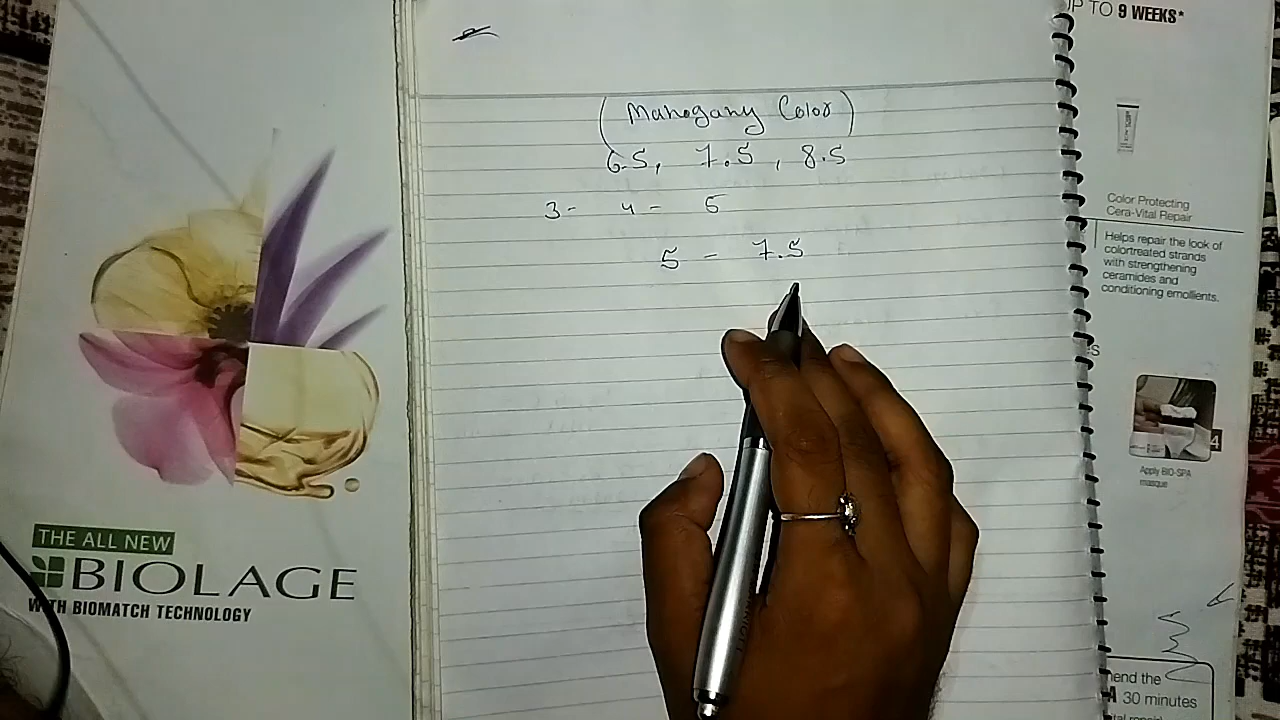 (Mahogany Color)
6.5, 7.5, 8.5
3- 4- 5
5 - 7.5
THE ALL NEW
BIOLAGE
WITH BIOMATCH TECHNOLOGY
UP TO 9 WEEKS*
Color Protecting
Cera-Vital Repair
Helps repair the look of
colortreated strands
with strengthening
ceramides and
conditioning emollients.
Apply BIO-SPA
masque
30 minutes